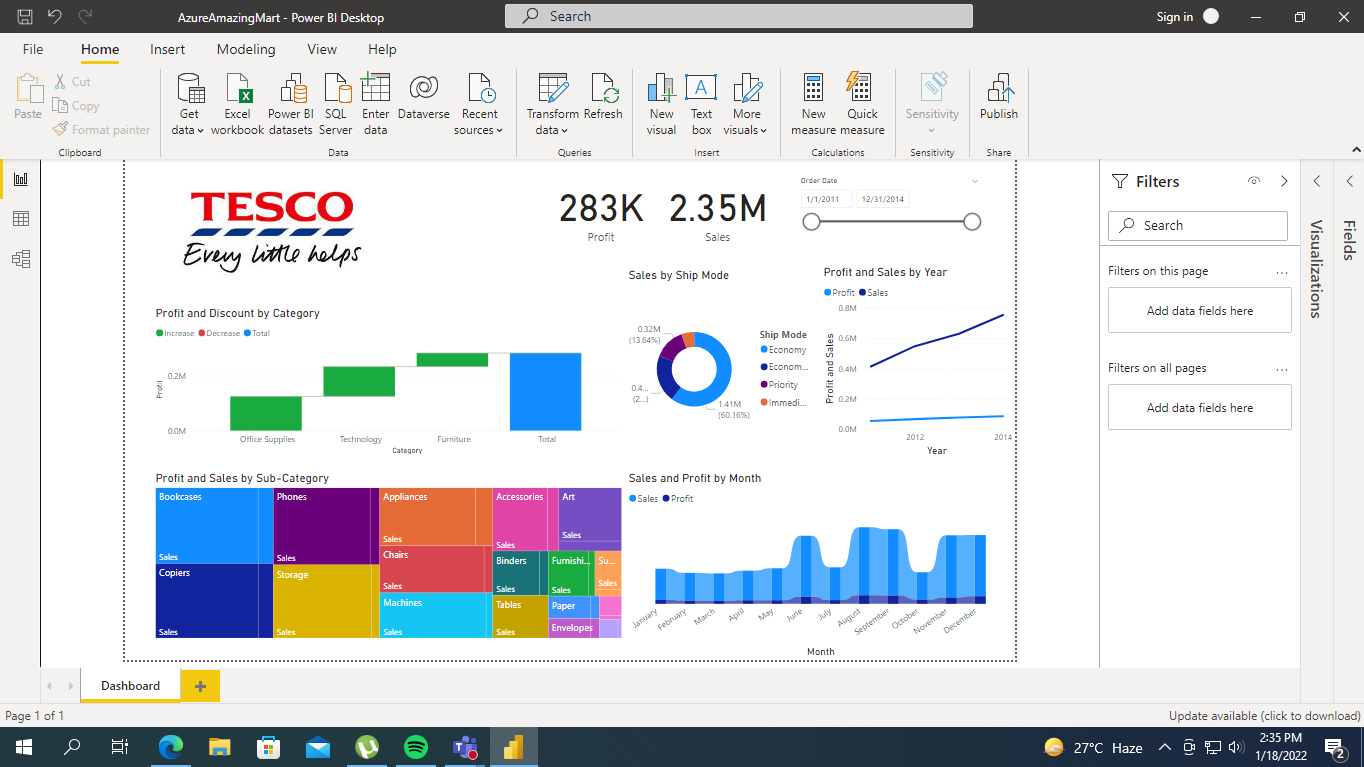 AzureAmazingMart - Power BI Desktop
Search
Sign in
File
Home
Insert
Modeling
View
Help
Paste
Cut
Copy
Format painter
Clipboard
Get data
Excel workbook
Power BI datasets
SQL Server
Enter data
Dataverse
Recent sources
Data
Transform data
Refresh
Queries
New visual
Text box
More visuals
Insert
New measure
Quick measure
Calculations
Sensitivity
Sensitivity
Publish
Share
TESCO
Every little helps
283K
Profit
2.35M
Sales
Order Date
1/1/2011
12/31/2014
Profit and Discount by Category
Increase
Decrease
Total
Profit
0.2M
0.0M
Office Supplies
Technology
Furniture
Total
Category
Sales by Ship Mode
0.32M
(13.64%)
0.4...
(2...)
1.41M
(60.16%)
Ship Mode
Economy
Econom...
Priority
Immedi...
Profit and Sales by Year
Profit
Sales
Profit and Sales
0.8M
0.6M
0.4M
0.2M
0.0M
2012
2014
Year
Profit and Sales by Sub-Category
Bookcases
Sales
Copiers
Sales
Phones
Sales
Storage
Sales
Appliances
Sales
Chairs
Sales
Machines
Sales
Accessories
Sales
Art
Sales
Binders
Sales
Furnishi...
Sales
Su...
Sales
Tables
Sales
Paper
Envelopes
Sales and Profit by Month
Sales
Profit
January
February
March
April
May
June
July
August
September
October
November
December
Month
Filters
Search
Filters on this page
...
Add data fields here
Filters on all pages
...
Add data fields here
Visualizations
Fields
Dashboard
Page 1 of 1
Update available (click to download)
27°C Haze
2:35 PM
1/18/2022
2